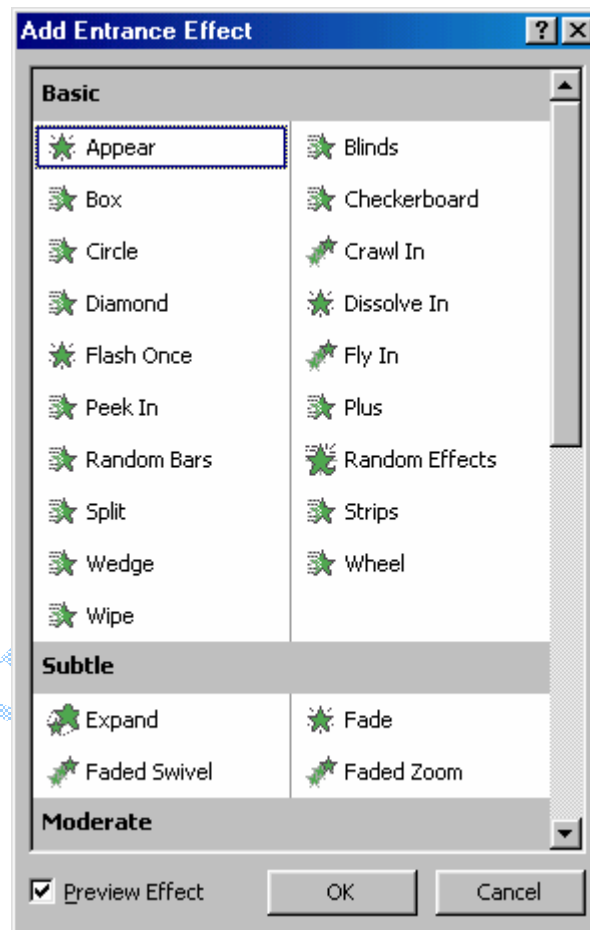 Add Entrance Effect ?
Basic
Appear Blinds
Box Checkerboard
Circle Crawl In
Diamond Dissolve In
Flash Once Fly In
Peek In Plus
Random Bars Random Effects
Split Strips
Wedge Wheel
Wipe
Subtle
Expand Fade
Faded Swivel Faded Zoom
Moderate
Preview Effect OK Cancel